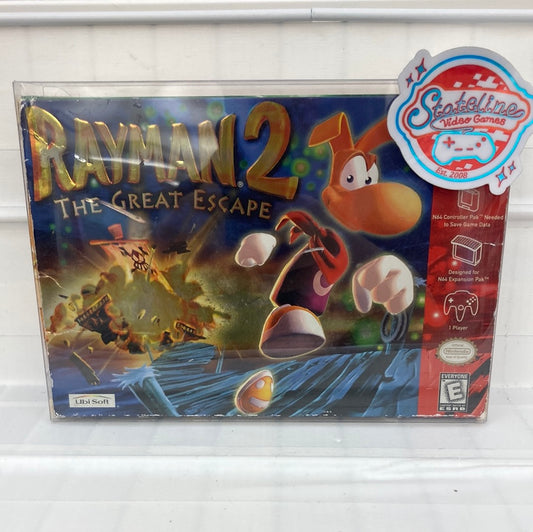 RAYMAN 2
THE GREAT ESCAPE
Stateline
Video Games
EST. 2008
N64 Controller Pak™ Needed
to Save Game Data
Designed for
N64 Expansion Pak™
1 Player
Nintendo
EVERYONE
E
ESRB
Ubi Soft